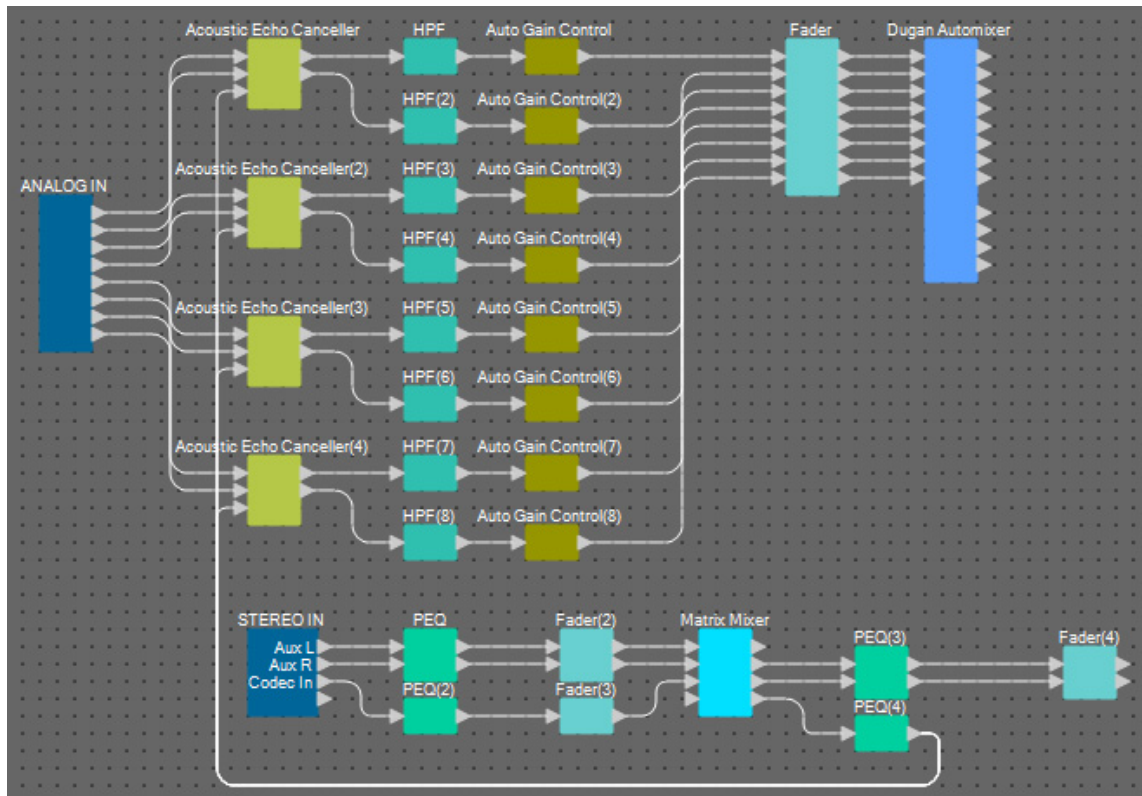 Acoustic Echo Canceller
HPF
Auto Gain Control
Fader
Dugan Automixer
HPF(2)
Auto Gain Control(2)
Acoustic Echo Canceller(2)
HPF(3)
Auto Gain Control(3)
ANALOG IN
HPF(4)
Auto Gain Control(4)
Acoustic Echo Canceller(3)
HPF(5)
Auto Gain Control(5)
HPF(6)
Auto Gain Control(6)
Acoustic Echo Canceller(4)
HPF(7)
Auto Gain Control(7)
HPF(8)
Auto Gain Control(8)
STEREO IN
PEQ
Fader(2)
Matrix Mixer
PEQ(3)
Fader(4)
Aux L
Aux R
Codec In
PEQ(2)
Fader(3)
PEQ(4)